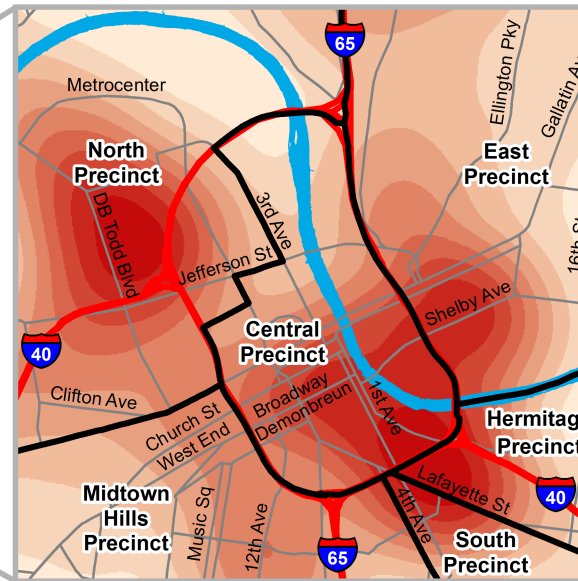 65
Ellington Pky
Gallatin Av
Metrocenter
North
Precinct
East
Precinct
DB Todd Blvd
3rd Ave
16th S
Jefferson St
Shelby Ave
Central
Precinct
40
Clifton Ave
Broadway
Demonbreun
1st Ave
Church St
West End
Hermitag
Precinct
Lafayette St
40
Midtown
Hills
Precinct
Music Sq
12th Ave
4th Ave
65
South
Precinct